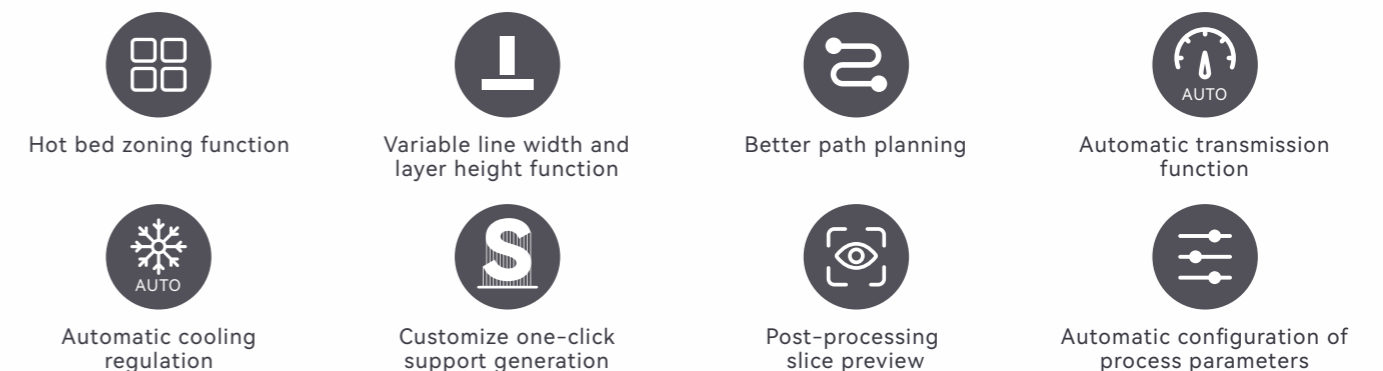 AUTO
Hot bed zoning function
Variable line width and
layer height function
Better path planning
Automatic transmission
function
AUTO
S
Automatic cooling
regulation
Customize one-click
support generation
Post-processing
slice preview
Automatic configuration of
process parameters